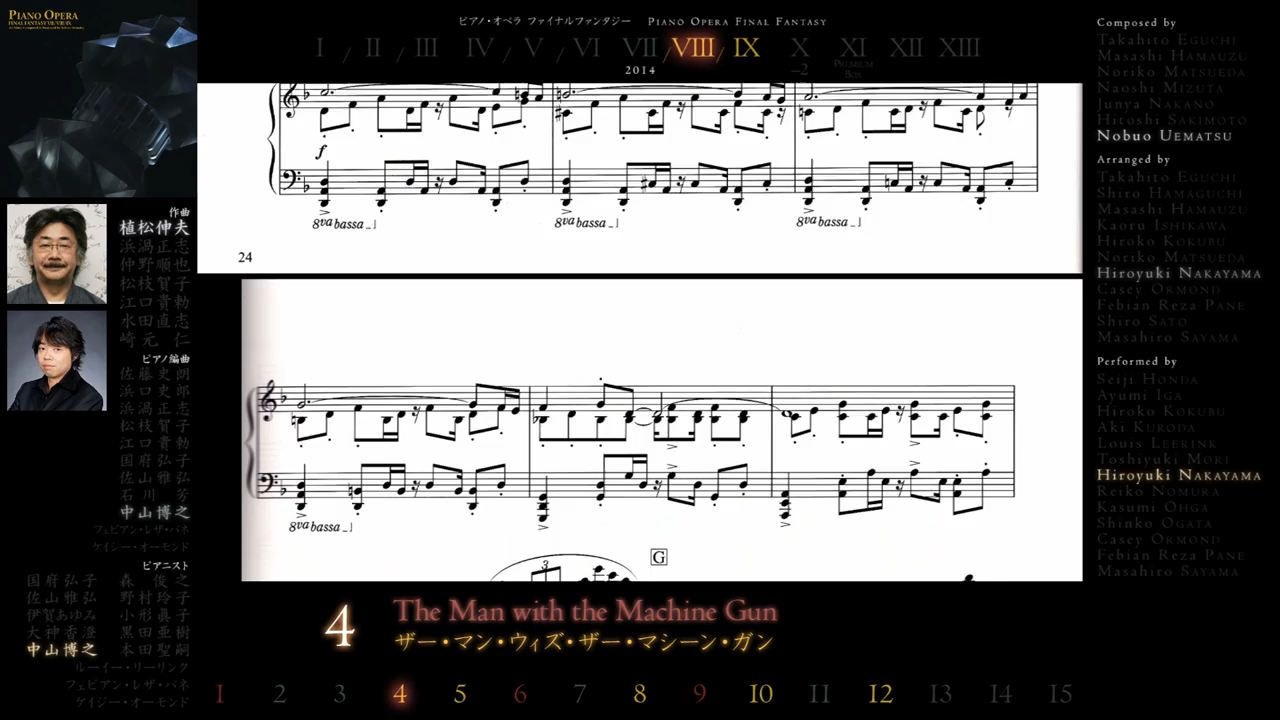 PIANO OPERA
FINAL FANTASY VII/VIII/IX
ピアノ・オペラ ファイナルファンタジー PIANO OPERA FINAL FANTASY
I / II / III IV / V / VI VII / VIII / IX X XI XII XIII
2014
–2
PREMIUM
BOX
f
8va bassa
8va bassa
8va bassa
24
8va bassa
3
G
4
The Man with the Machine Gun
ザー・マン・ウィズ・ザー・マシーン・ガン
1 2 3 4 5 6 7 8 9 10 11 12 13 14 15
作曲
植松伸夫
浜渦正志
仲野順也
松枝賀子
江口貴勅
水田直志
崎元 仁
ピアノ編曲
佐藤史朗
浜口史郎
浜渦正志
松枝賀子
江口貴勅
国府弘子
佐山雅弘
石川 芳
中山博之
フェビアン・レザ・パネ
ケイシー・オーモンド
ピアニスト
国府弘子 森 俊之
佐山雅弘 野村玲子
伊賀あゆみ 小形眞子
大神香澄 黒田亜樹
中山博之 本田聖嗣
ルーイー・リーリンク
フェビアン・レザ・パネ
ケイジー・オーモンド
Composed by
Takahito EGUCHI
Masashi HAMAUZU
Noriko MATSUEDA
Naoshi MIZUTA
Junya NAKANO
Hitoshi SAKIMOTO
Nobuo UEMATSU
Arranged by
Takahito EGUCHI
Shiro HAMAGUCHI
Masashi HAMAUZU
Kaoru ISHIKAWA
Hiroko KOKUBU
Noriko MATSUEDA
Hiroyuki NAKAYAMA
Casey ORMOND
Febian Reza PANE
Shiro SATO
Masahiro SAYAMA
Performed by
Seiji HONDA
Ayumi IGA
Hiroko KOKUBU
Aki KURODA
Louis LEERINK
Toshiyuki MORI
Hiroyuki NAKAYAMA
Reiko NOMURA
Kasumi OHGA
Shinko OGATA
Casey ORMOND
Febian Reza PANE
Masahiro SAYAMA